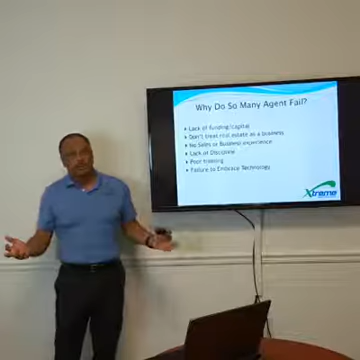 Why Do So Many Agent Fail?
Lack of funding/capital
Don't treat real estate as a business
No Sales or Business experience
Lack of Discipline
Poor training
Failure to Embrace Technology
Xtreme